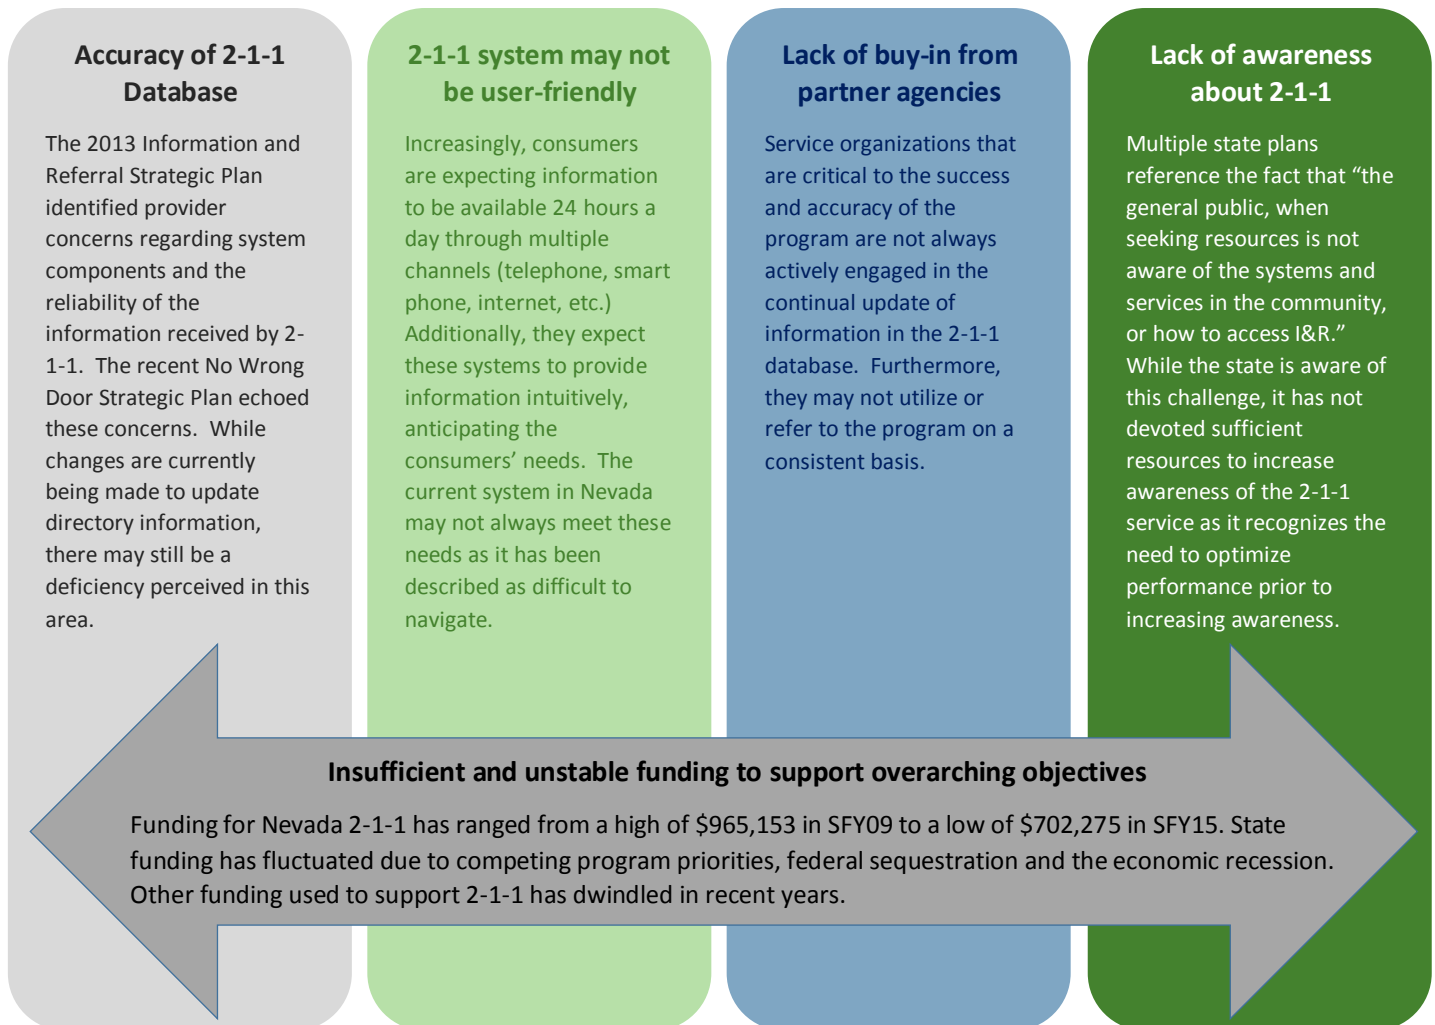 Accuracy of 2-1-1
Database
The 2013 Information and
Referral Strategic Plan
identified provider
concerns regarding system
components and the
reliability of the
information received by 2-
1-1.  The recent No Wrong
Door Strategic Plan echoed
these concerns.  While
changes are currently
being made to update
directory information,
there may still be a
deficiency perceived in this
area.
2-1-1 system may not
be user-friendly
Increasingly, consumers
are expecting information
to be available 24 hours a
day through multiple
channels (telephone, smart
phone, internet, etc.)
Additionally, they expect
these systems to provide
information intuitively,
anticipating the
consumers’ needs.  The
current system in Nevada
may not always meet these
needs as it has been
described as difficult to
navigate.
Lack of buy-in from
partner agencies
Service organizations that
are critical to the success
and accuracy of the
program are not always
actively engaged in the
continual update of
information in the 2-1-1
database.  Furthermore,
they may not utilize or
refer to the program on a
consistent basis.
Lack of awareness
about 2-1-1
Multiple state plans
reference the fact that “the
general public, when
seeking resources is not
aware of the systems and
services in the community,
or how to access I&R.”
While the state is aware of
this challenge, it has not
devoted sufficient
resources to increase
awareness of the 2-1-1
service as it recognizes the
need to optimize
performance prior to
increasing awareness.
Insufficient and unstable funding to support overarching objectives
Funding for Nevada 2-1-1 has ranged from a high of $965,153 in SFY09 to a low of $702,275 in SFY15. State
funding has fluctuated due to competing program priorities, federal sequestration and the economic recession.
Other funding used to support 2-1-1 has dwindled in recent years.